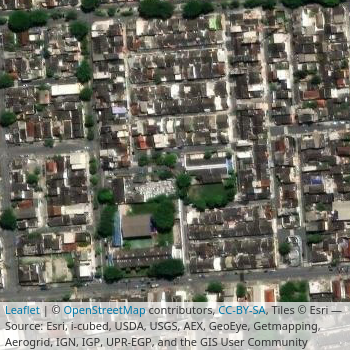 Leaflet | © OpenStreetMap contributors, CC-BY-SA, Tiles © Esri —
Source: Esri, i-cubed, USDA, USGS, AEX, GeoEye, Getmapping,
Aerogrid, IGN, IGP, UPR-EGP, and the GIS User Community